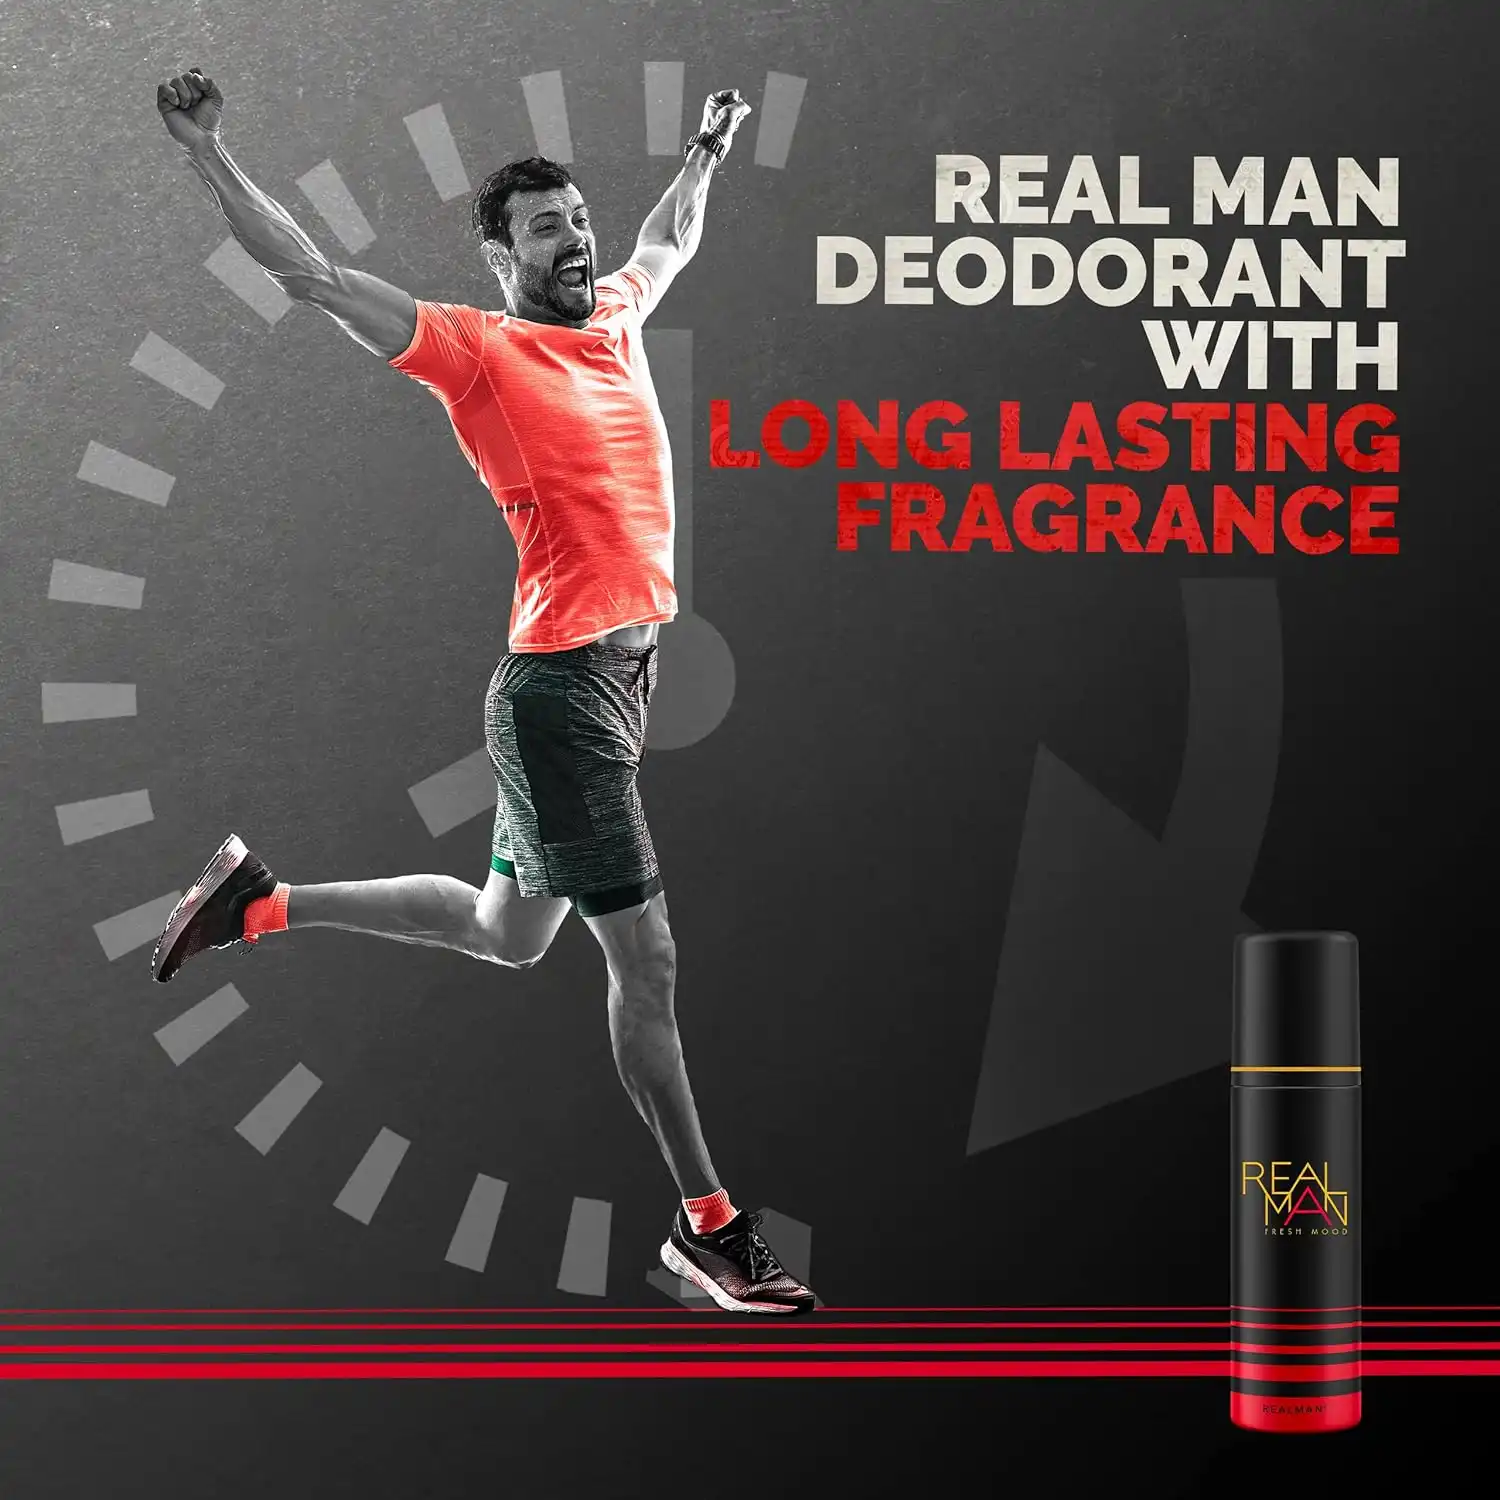 REAL MAN
DEODORANT
WITH
LONG LASTING
FRAGRANCE
REAL
MAN
FRESH MOOD
REALMAN